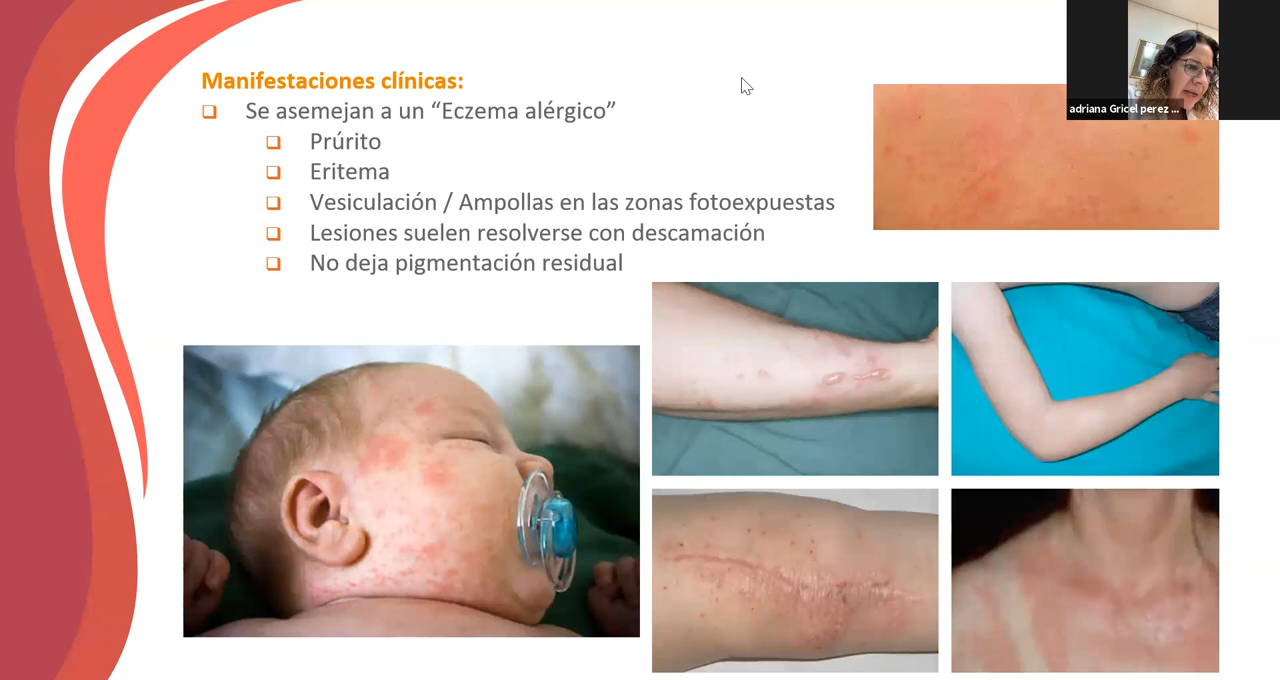 Manifestaciones clínicas:
Se asemejan a un “Eczema alérgico”
Prúrito
Eritema
Vesiculación / Ampollas en las zonas fotoexpuestas
Lesiones suelen resolverse con descamación
No deja pigmentación residual
adriana Gricel perez ...